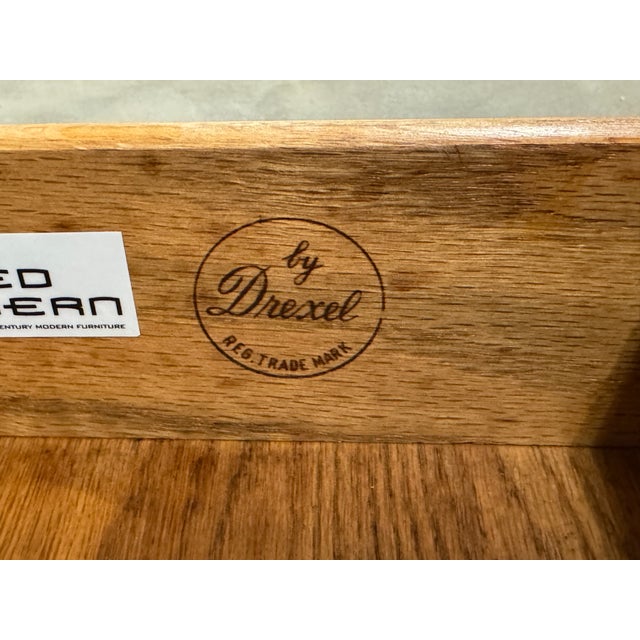 ED
ERN
ENTURY MODERN FURNITURE
by
Drexel
REG. TRADE MARK